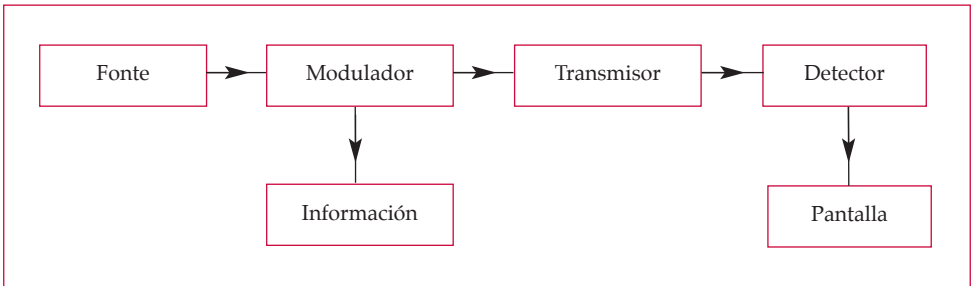 Fonte
Modulador
Transmisor
Detector
Información
Pantalla